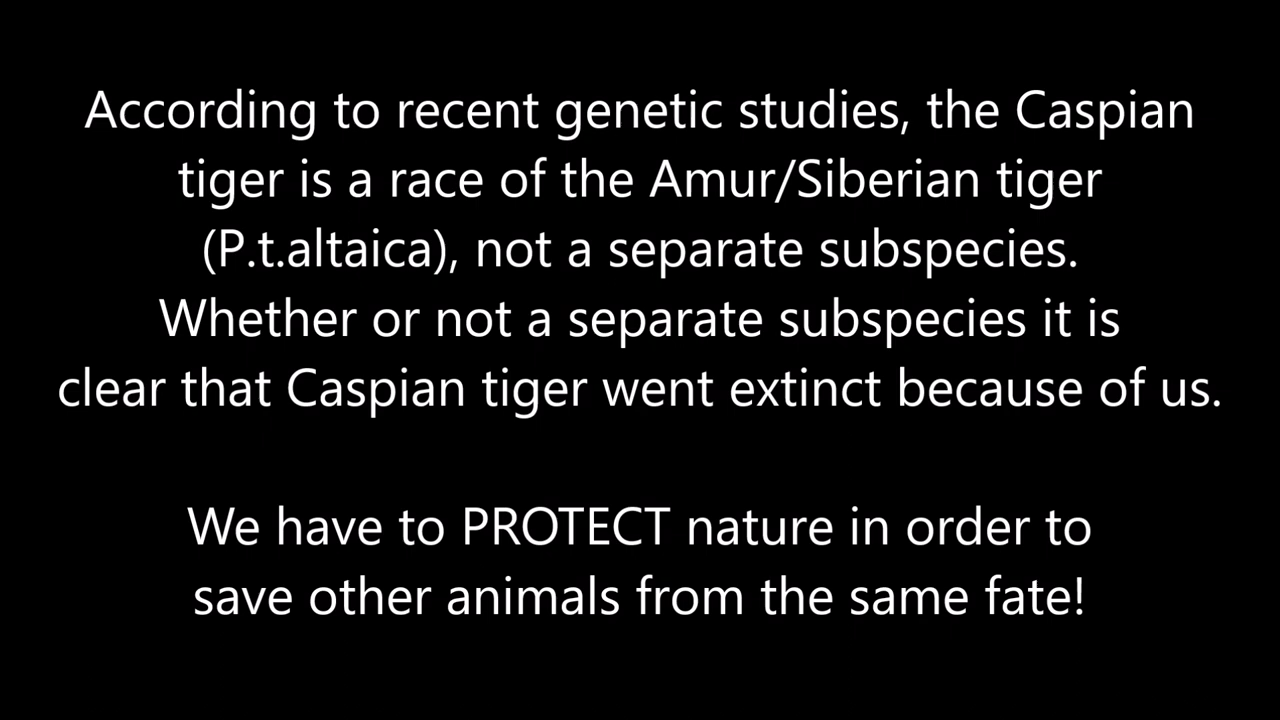 According to recent genetic studies, the Caspian
tiger is a race of the Amur/Siberian tiger
(P.t.altaica), not a separate subspecies.
Whether or not a separate subspecies it is
clear that Caspian tiger went extinct because of us.
We have to PROTECT nature in order to
save other animals from the same fate!